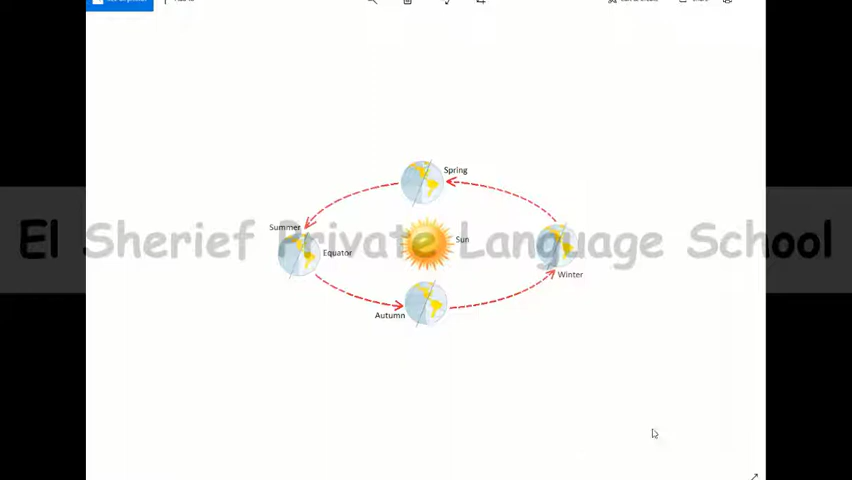 Spring
Summer
El Sherief Private Language School
Sun
Equator
Winter
Autumn